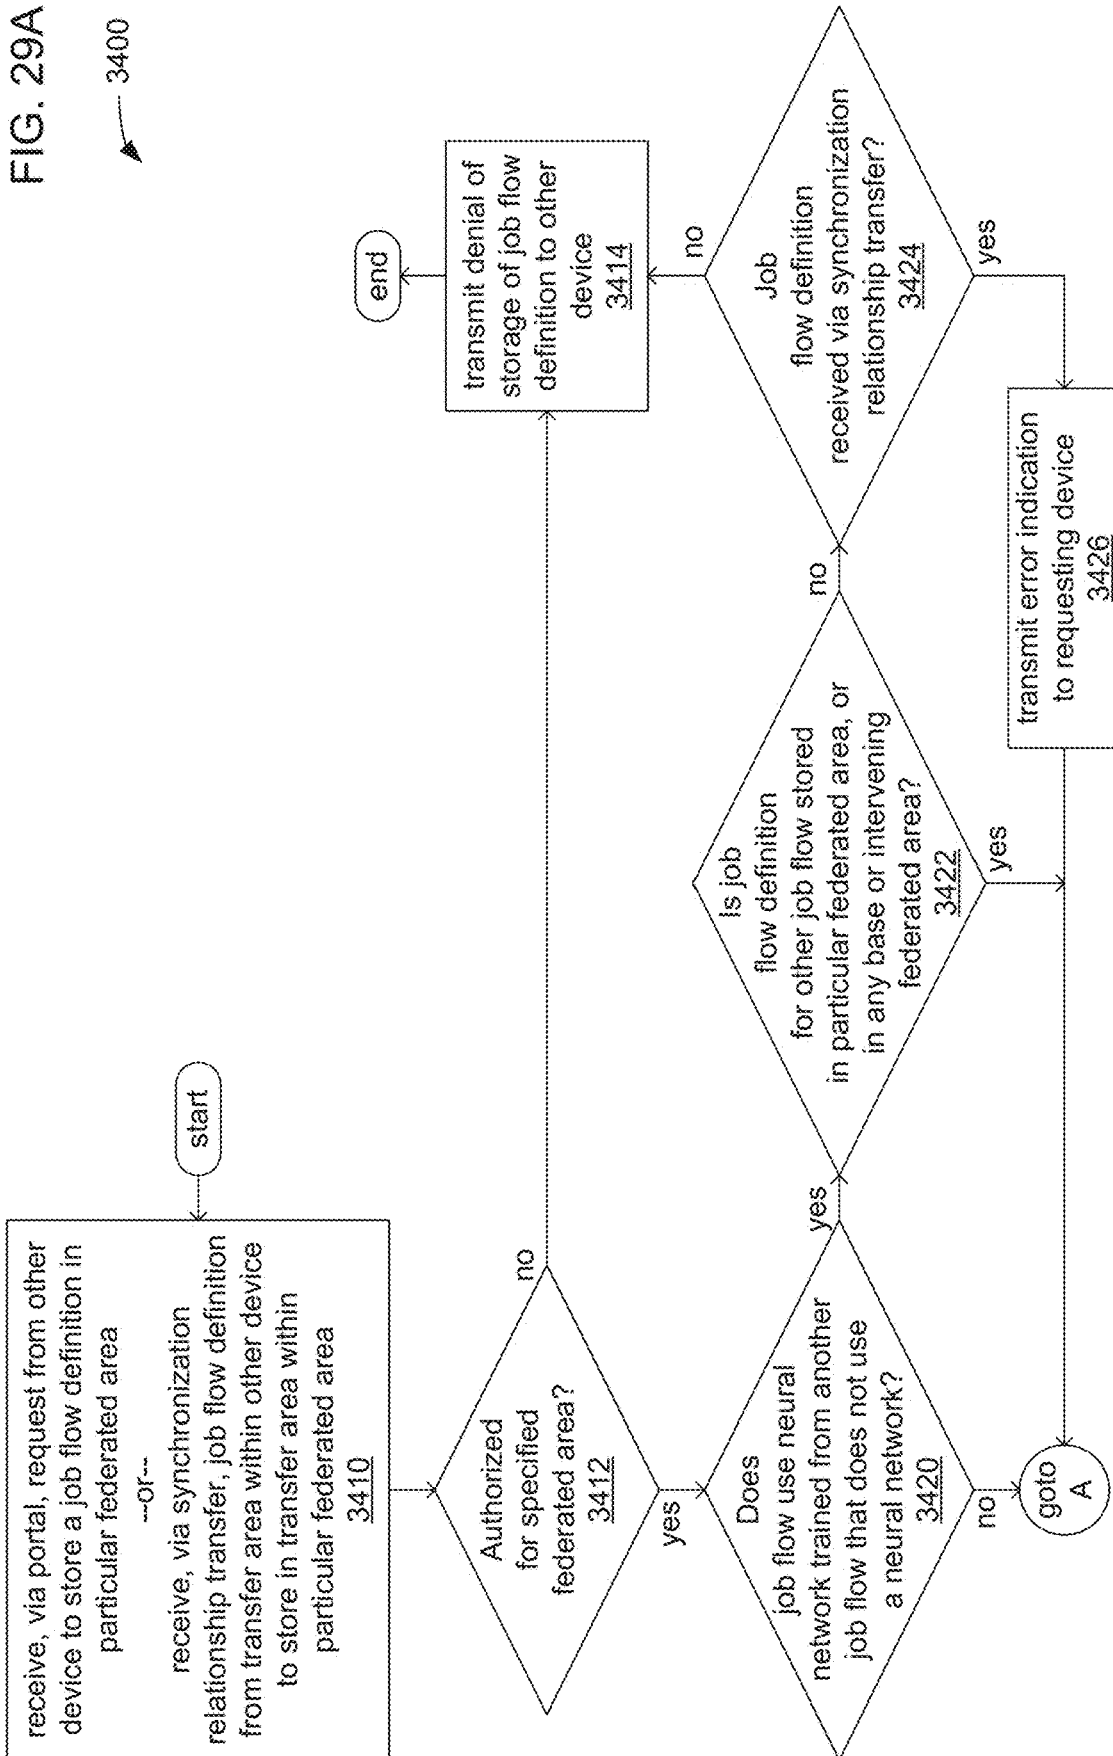 FIG. 29A
3400
start
receive, via portal, request from other
device to store a job flow definition in
particular federated area
--or--
receive, via synchronization
relationship transfer, job flow definition
from transfer area within other device
to store in transfer area within
particular federated area
3410
Authorized
for specified
federated area?
3412
no
yes
transmit denial of
storage of job flow
definition to other
device
3414
end
Does
job flow use neural
network trained from another
job flow that does not use
a neural network?
3420
yes
no
Is job
flow definition
for other job flow stored
in particular federated area, or
in any base or intervening
federated area?
3422
no
yes
Job
flow definition
received via synchronization
relationship transfer?
3424
no
yes
transmit error indication
to requesting device
3426
goto
A